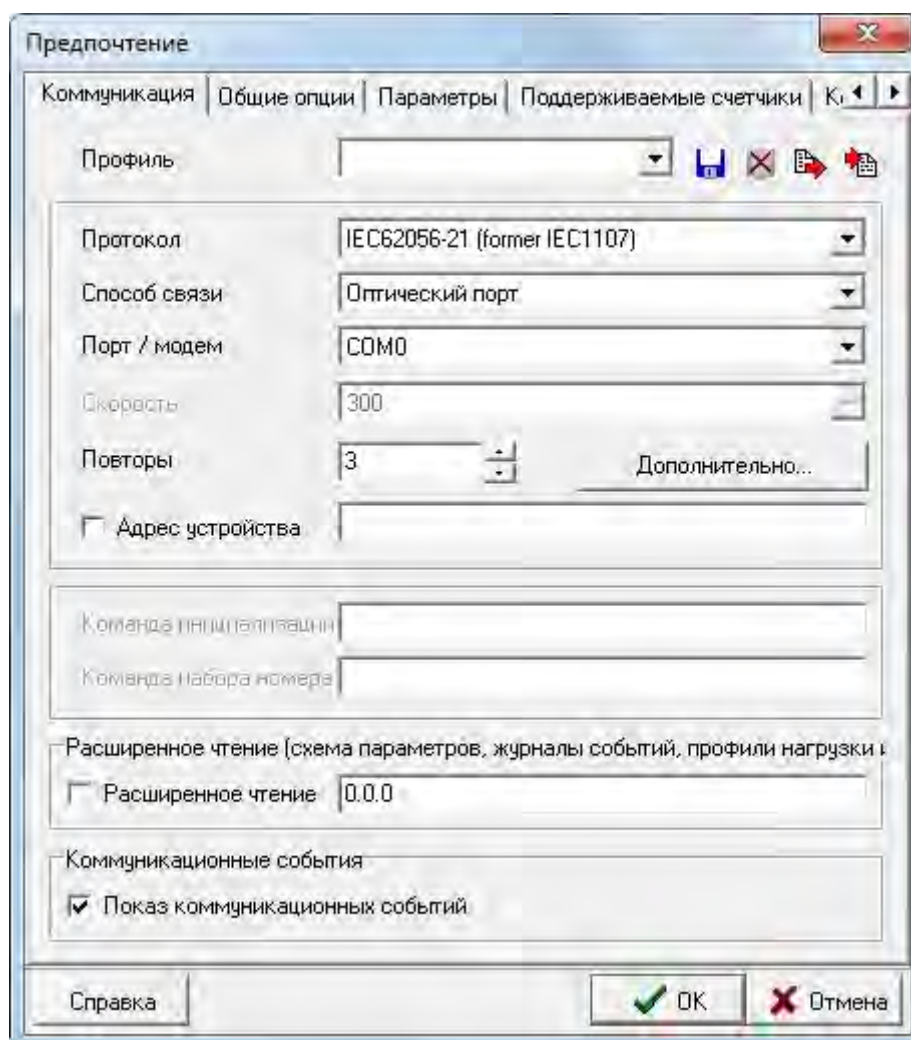 Предпочтение
Коммуникация Общие опции Параметры Поддерживаемые счетчики К
Профиль
Протокол IEC62056-21 (former IEC1107)
Способ связи Оптический порт
Порт / модем COM0
Скорость 300
Повторы 3 Дополнительно...
Адрес устройства
Команда инициализации
Команда набора номера
Расширенное чтение (схема параметров, журналы событий, профили нагрузки и
Расширенное чтение 0.0.0
Коммуникационные события
Показ коммуникационных событий
Справка OK Отмена